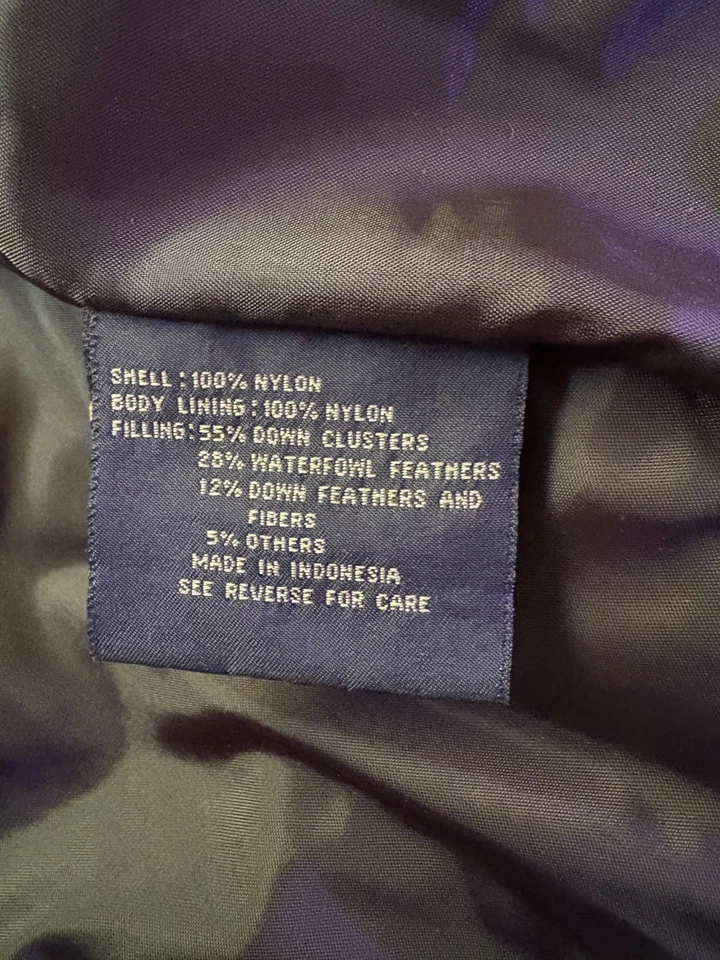 SHELL : 100% NYLON
BODY LINING : 100% NYLON
FILLING : 55% DOWN CLUSTERS
28% WATERFOWL FEATHERS
12% DOWN FEATHERS AND
FIBERS
5% OTHERS
MADE IN INDONESIA
SEE REVERSE FOR CARE